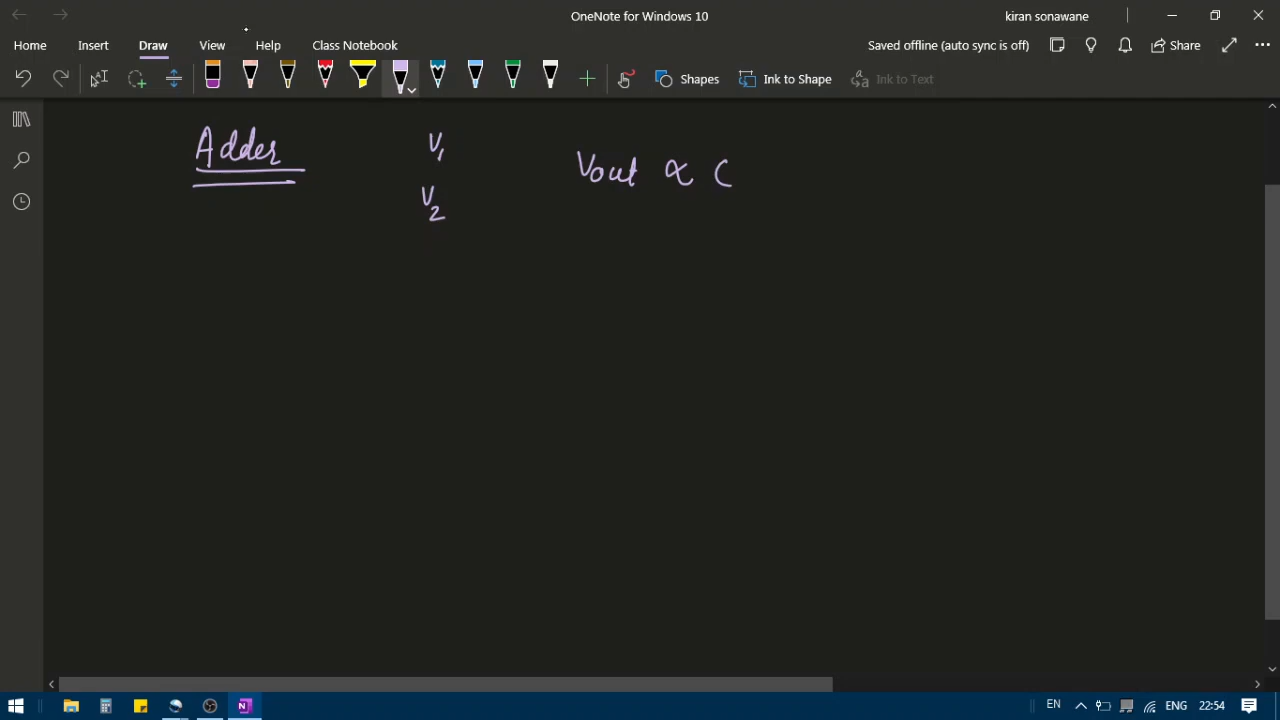 OneNote for Windows 10
kiran sonawane
Home Insert Draw View Help Class Notebook
Saved offline (auto sync is off) Share
Shapes Ink to Shape Ink to Text
Adder
V1
V2
Vout ∝ (
EN ENG 22:54